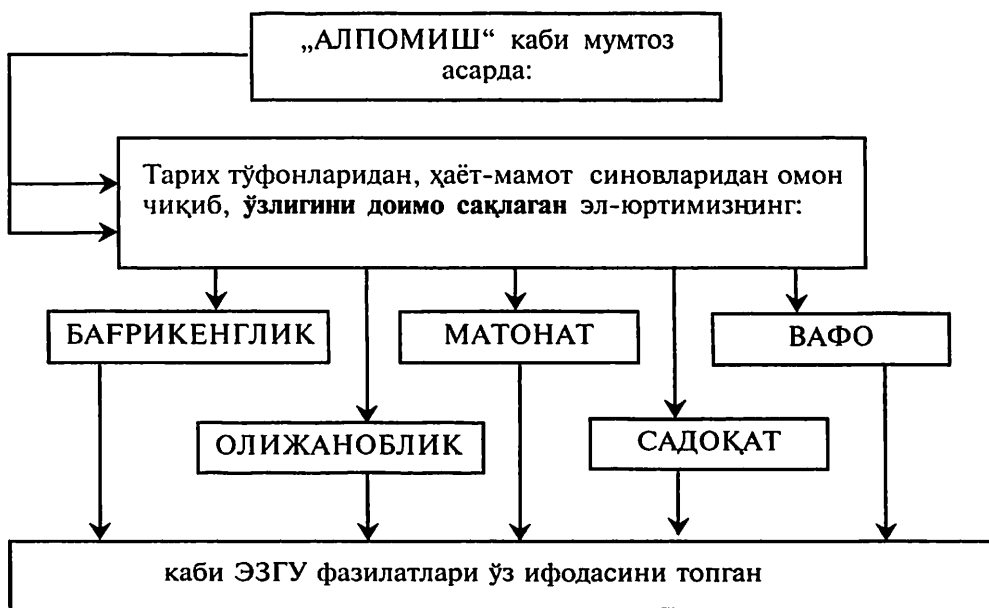 „АЛПОМИШ“ каби мумтоз
асарда:
Тарих тўфонларидан, ҳаёт-мамот синовларидан омон
чиқиб, ўзлигини доимо сақлаган эл-юртимизнинг:
БАҒРИКЕНГЛИК
МАТОНАТ
ВАФО
ОЛИЖАНОБЛИК
САДОҚАТ
каби ЭЗГУ фазилатлари ўз ифодасини топган